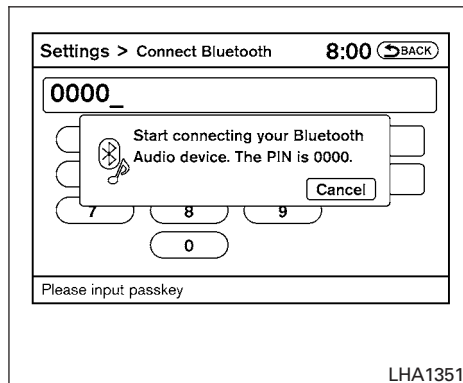 Settings > Connect Bluetooth 8:00 BACK
0000_
Start connecting your Bluetooth
Audio device. The PIN is 0000.
Cancel
7 8 9
0
Please input passkey
LHA1351